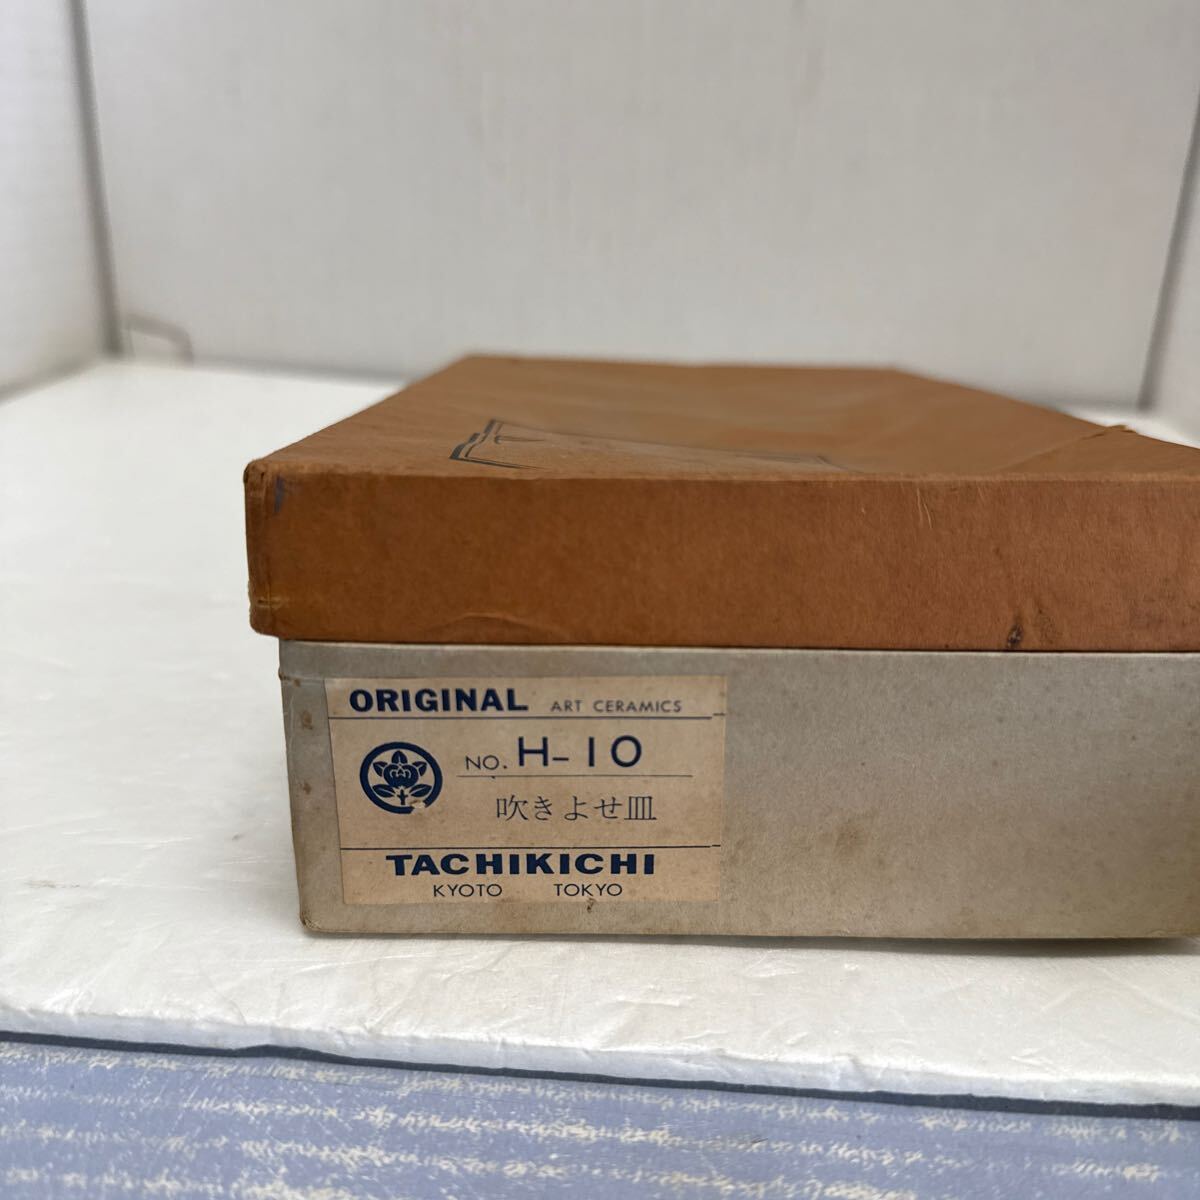 ORIGINAL ART CERAMICS
NO. H-10
吹きよせ皿
TACHIKICHI
KYOTO TOKYO